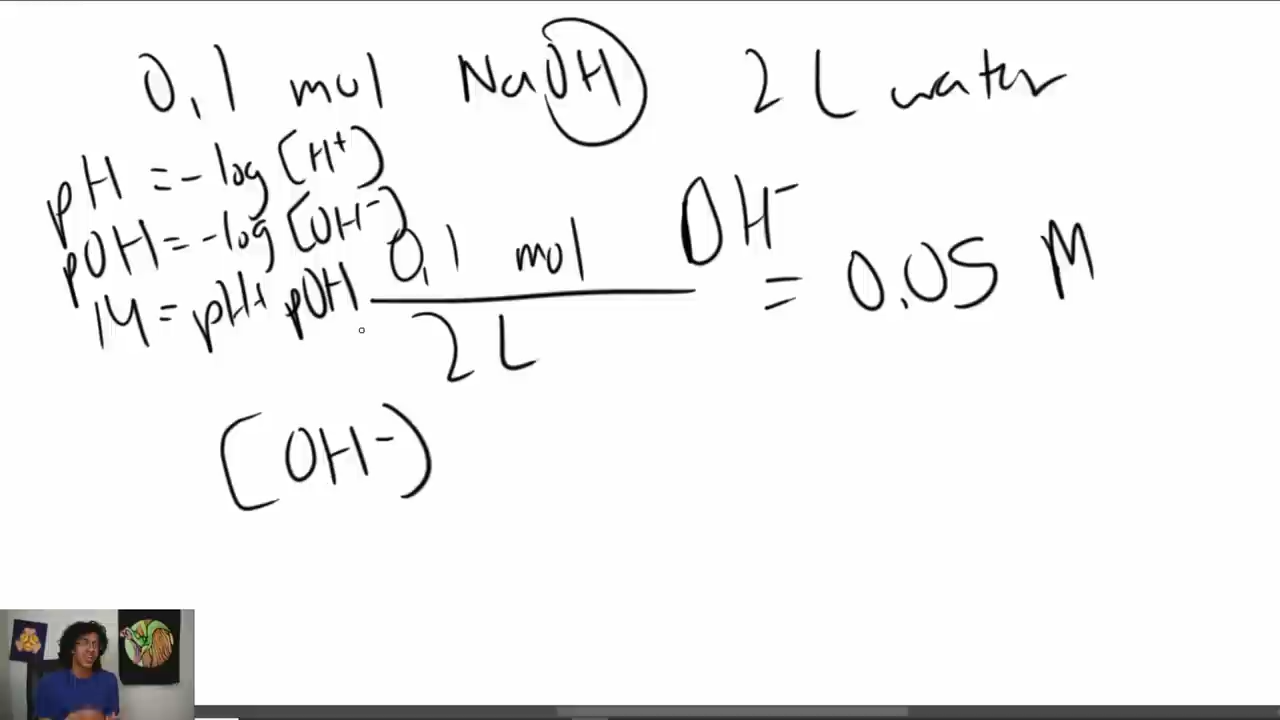 0,1 mol NaOH 2 L water
pH = -log [H+)
pOH = -log [OH-)
14 = pH + pOH
0,1 mol OH-
2 L
= 0.05 M
[OH-)